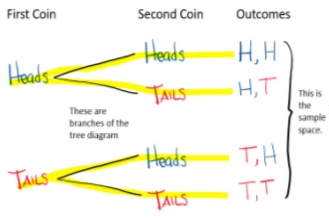 First Coin Second Coin Outcomes
Heads H, H
Heads
TAILS H,T
These are
branches of the
tree diagram
This is
the
sample
space.
Heads T,H
TAILS
TAILS T,T